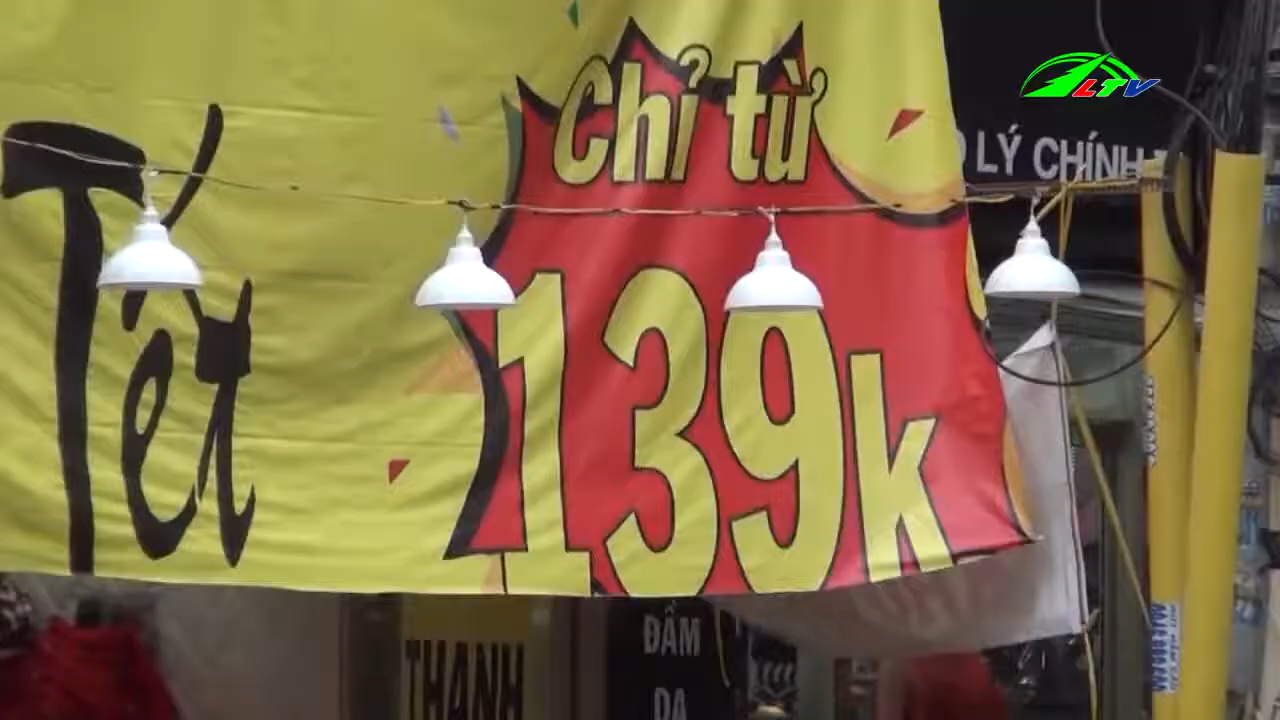 LTV
LÝ CHÍNH
Chỉ từ
Tết
139k
THANH
ĐẦM
DA